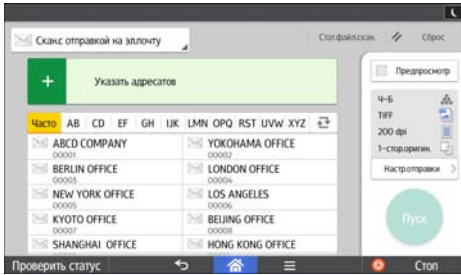 Скан.с отправкой на эл.почту
Стат.файл.скан.
Сброс
+ Указать адресатов
Предпросмотр
Часто AB CD EF GH IJK LMN OPQ RST UVW XYZ
ABCD COMPANY
00001
YOKOHAMA OFFICE
00002
BERLIN OFFICE
00003
LONDON OFFICE
00004
NEW YORK OFFICE
00005
LOS ANGELES
00006
KYOTO OFFICE
00007
BEIJING OFFICE
00008
SHANGHAI OFFICE
HONG KONG OFFICE
Ч-Б
TIFF
200 dpi
1-стор.оригин.
Настр.отправки
Пуск
Проверить статус
Стоп